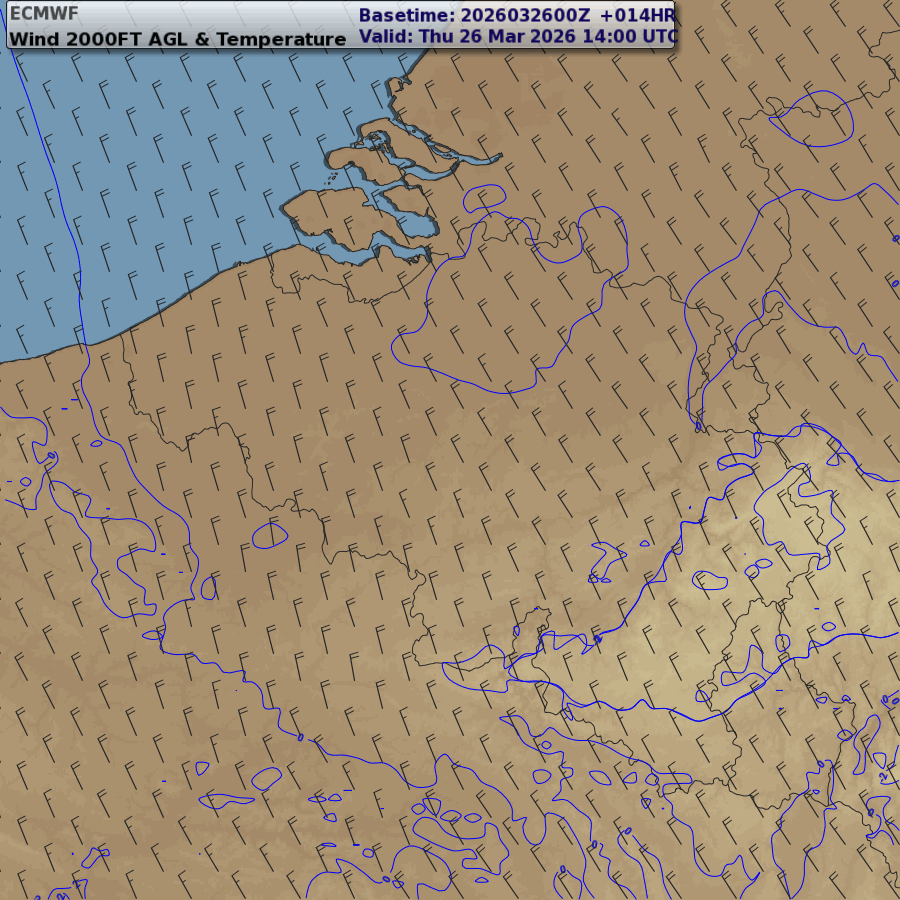 ECMWF
Basetime: 2026032600Z +014HR
Wind 2000FT AGL & Temperature
Valid: Thu 26 Mar 2026 14:00 UTC